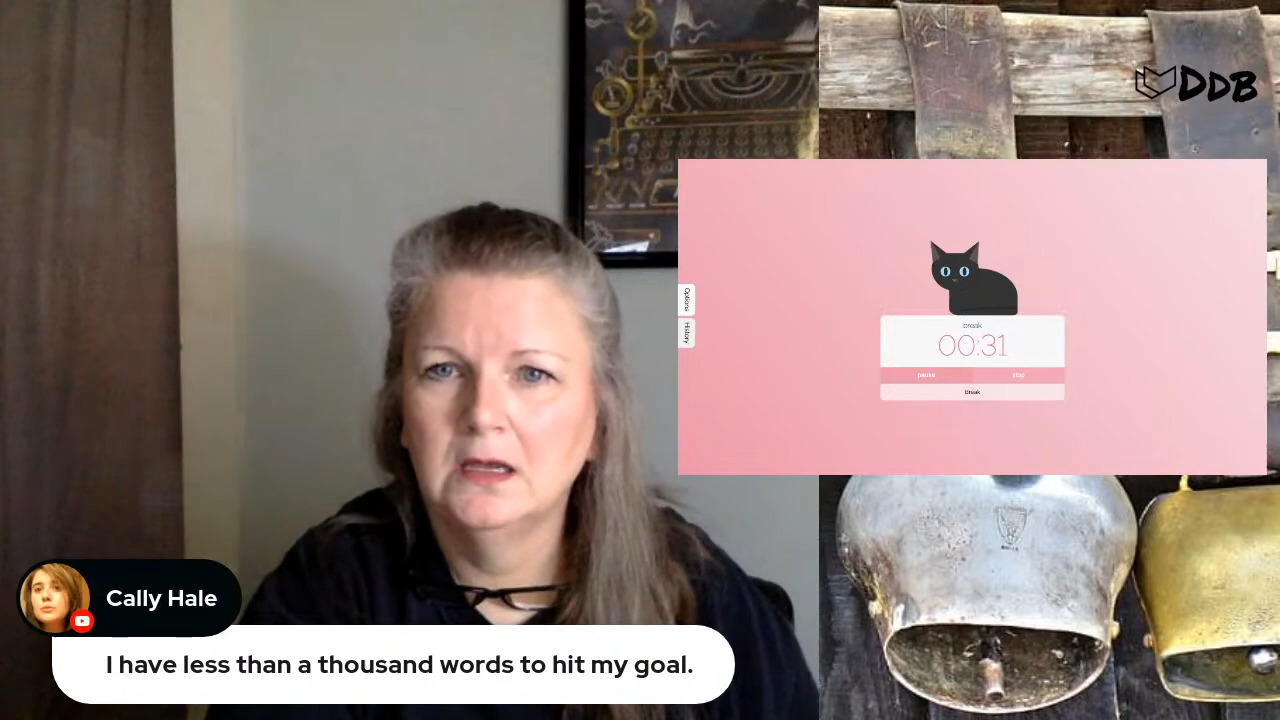 DDB
Options
History
break
00:31
pause
stop
Break
Cally Hale
I have less than a thousand words to hit my goal.